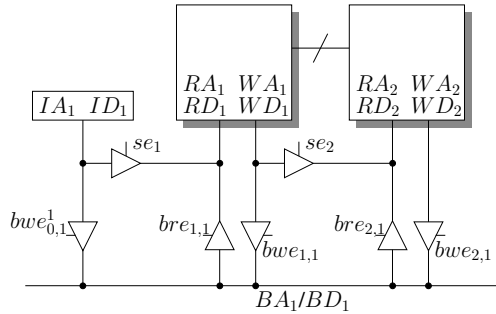 RA₁ WA₁
RD₁ WD₁
RA₂ WA₂
RD₂ WD₂
IA₁ ID₁
se₁
se₂
bwe¹₀,₁
bre₁,₁
bwe₁,₁
bre₂,₁
bwe₂,₁
BA₁/BD₁